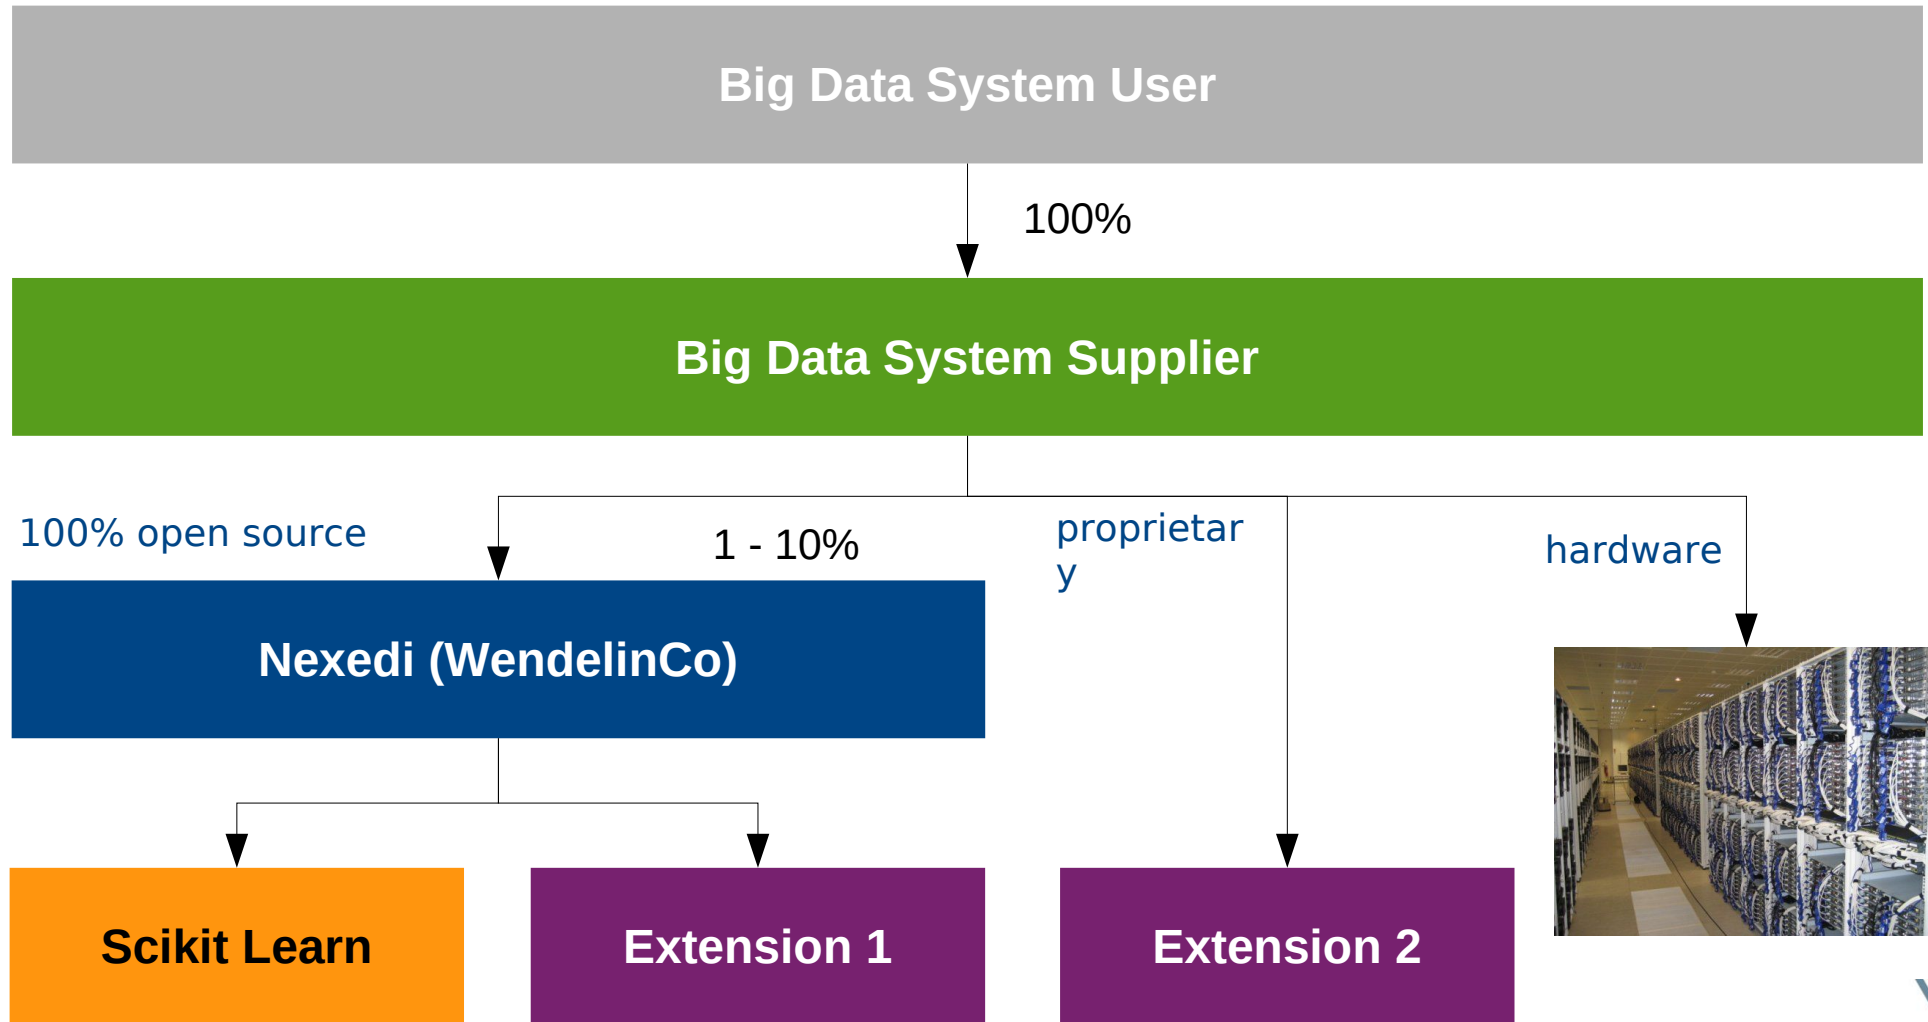 Big Data System User
100%
Big Data System Supplier
100% open source
1 - 10%
proprietar
y
hardware
Nexedi (WendelinCo)
Scikit Learn
Extension 1
Extension 2